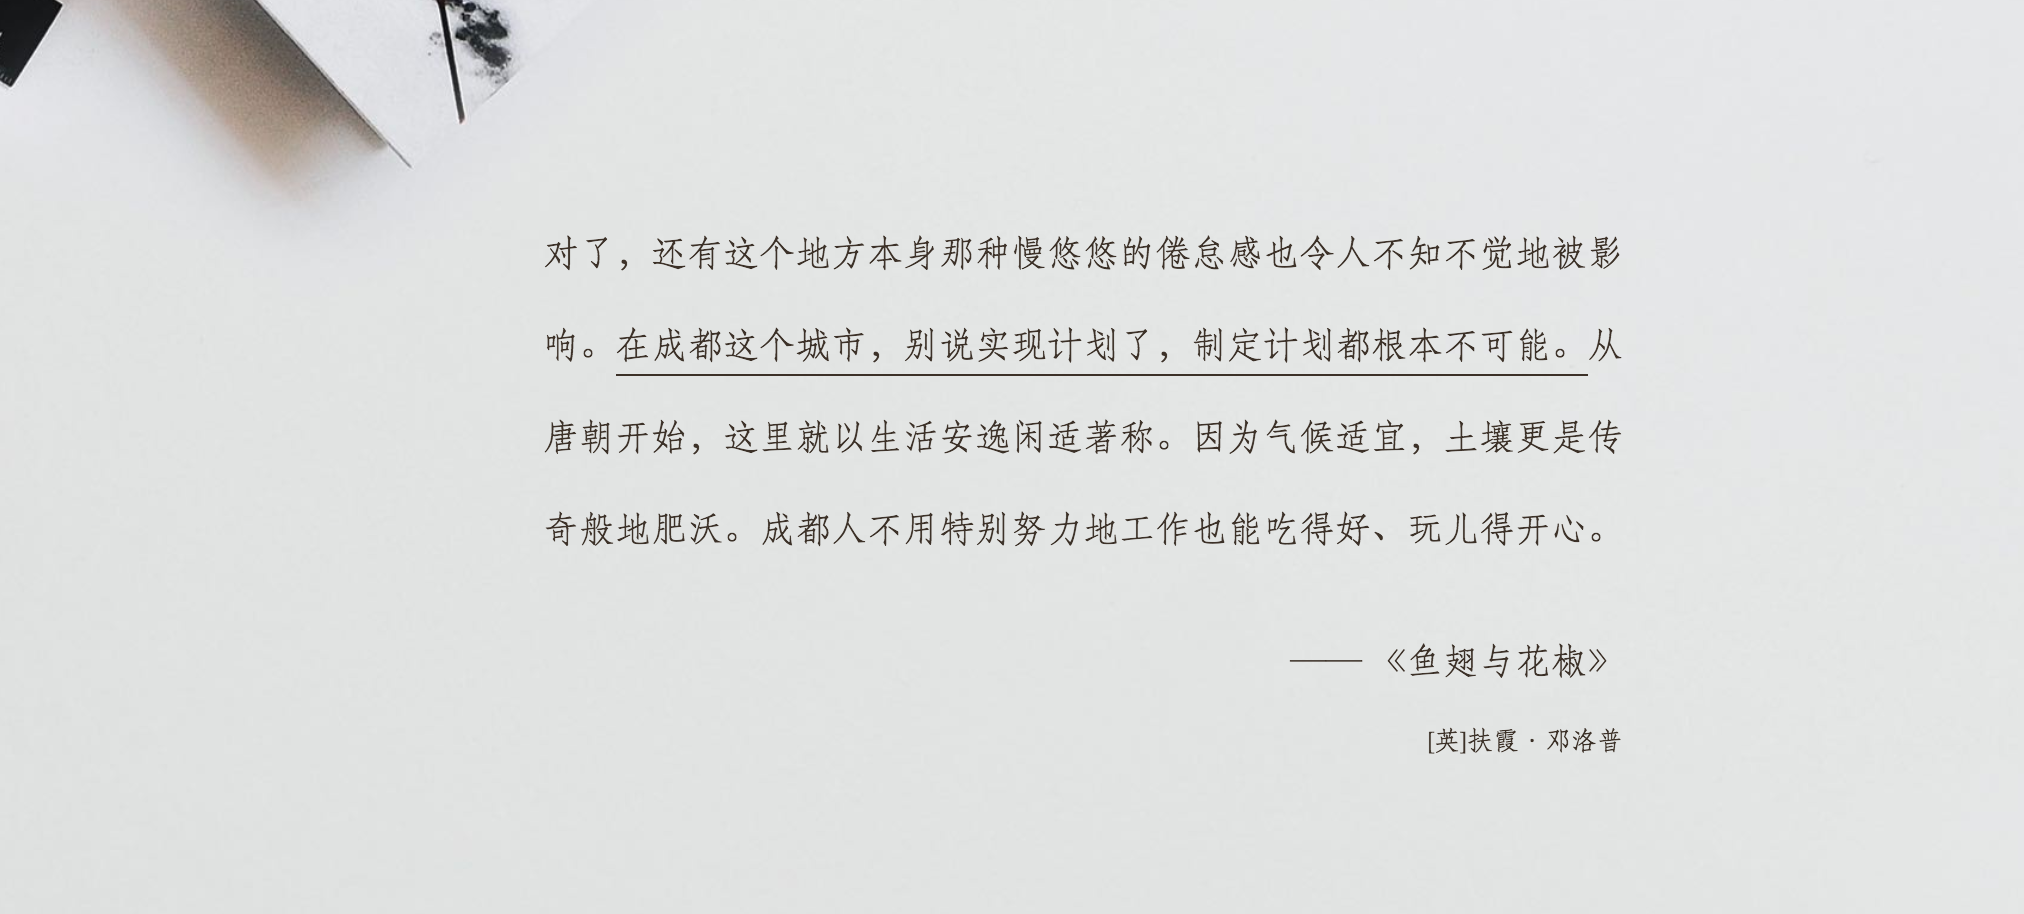 对了，还有这个地方本身那种慢悠悠的倦怠感也令人不知不觉地被影
响。在成都这个城市，别说实现计划了，制定计划都根本不可能。从
唐朝开始，这里就以生活安逸闲适著称。因为气候适宜，土壤更是传
奇般地肥沃。成都人不用特别努力地工作也能吃得好、玩儿得开心。
——《鱼翅与花椒》
[英]扶霞·邓洛普